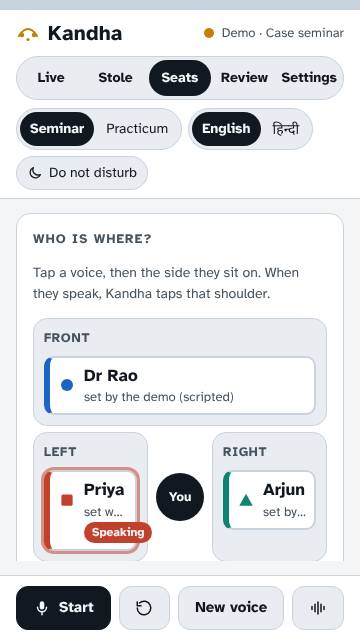 Kandha
Demo · Case seminar
Live Stole Seats Review Settings
Seminar Practicum English हिन्दी
Do not disturb
WHO IS WHERE?
Tap a voice, then the side they sit on. When
they speak, Kandha taps that shoulder.
FRONT
Dr Rao
set by the demo (scripted)
LEFT
Priya
set w...
Speaking
You
RIGHT
Arjun
set by...
Start
New voice